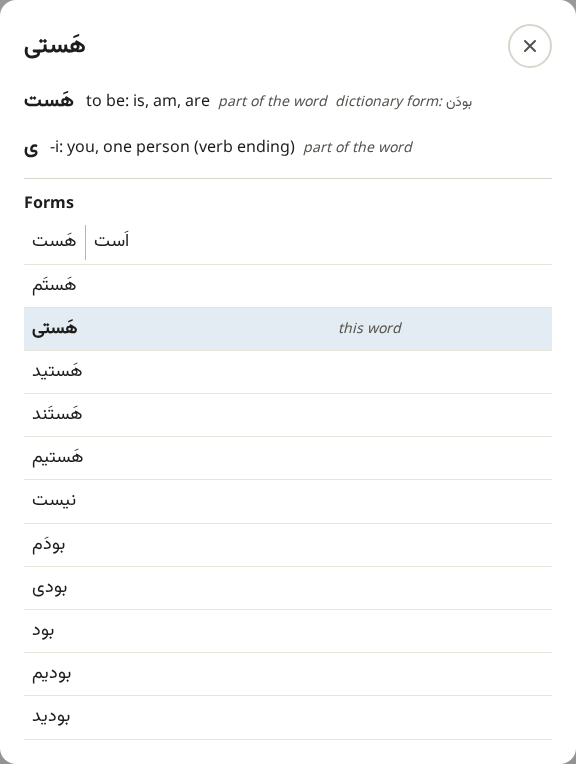 هَستی
هَست to be: is, am, are part of the word dictionary form: بودَن
ی -i: you, one person (verb ending) part of the word
Forms
هَست اَست
هَستَم
هَستی this word
هَستید
هَستَند
هَستیم
نیست
بودَم
بودی
بود
بودیم
بودید